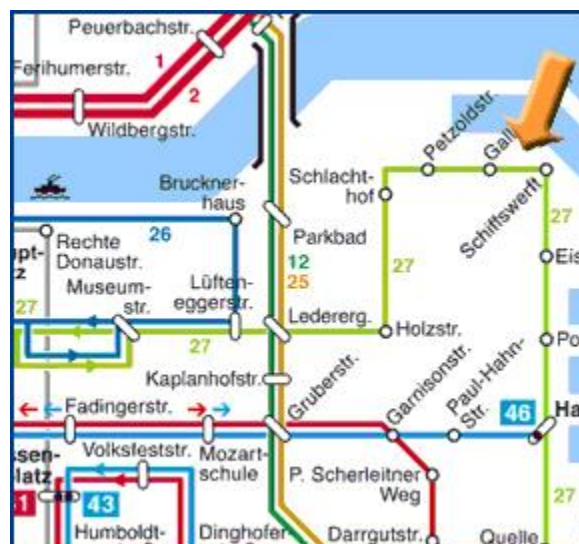 Peuerbachstr.
Ferihumerstr.
1
2
Wildbergstr.
Petzoldstr.
Schlacht-
hof
Schiffswerft
Bruckner-
haus
27
Rechte
Donaustr.
26
Parkbad
12
25
27
Museum-
str.
Lüften-
eggerstr.
27
27
Ledererg.
Holzstr.
Kaplanhofstr.
Gruberstr.
Garnisonstr.
Paul-Hahn-
Str.
46
Fadingerstr.
Volksfeststr.
Mozart-
schule
43
P. Scherleitner
Weg
27
Humboldt-
Dinghofer-
Darrgutstr.
Quelle